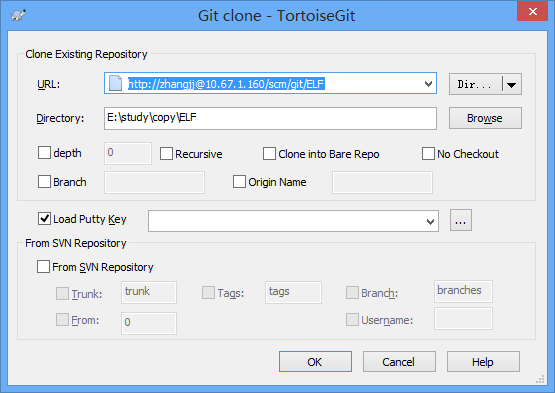 Git clone - TortoiseGit
Clone Existing Repository
URL: http://zhangjj@10.67.1.160/scm/git/ELF Dir...
Directory: E:\study\copy\ELF Browse
depth 0 Recursive Clone into Bare Repo No Checkout
Branch Origin Name
Load Putty Key ...
From SVN Repository
From SVN Repository
Trunk: trunk Tags: tags Branch: branches
From: 0 Username:
OK Cancel Help